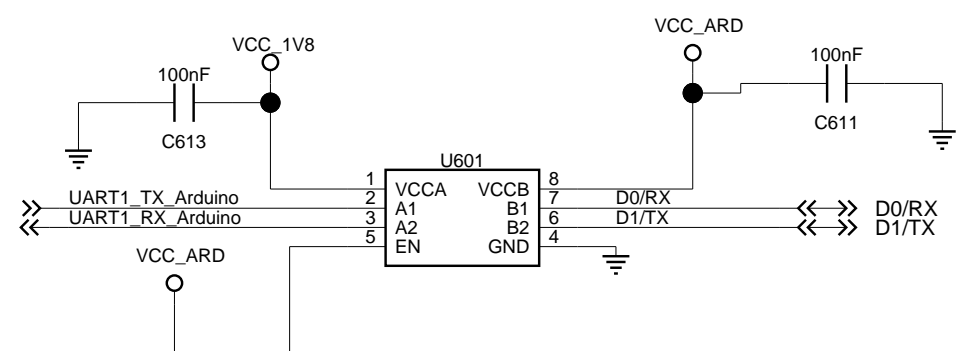 VCC_ARD
VCC_1V8
100nF
100nF
C613
C611
U601
1
VCCA
VCCB
8
UART1_TX_Arduino
2
A1
B1
7
D0/RX
D0/RX
UART1_RX_Arduino
3
A2
B2
6
D1/TX
D1/TX
5
EN
GND
4
VCC_ARD